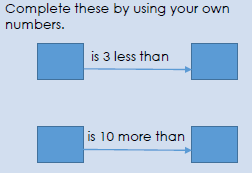 Complete these by using your own
numbers.
is 3 less than
is 10 more than